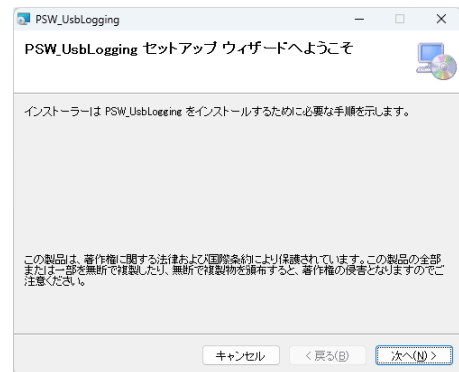 PSW_UsbLogging
PSW_UsbLogging セットアップ ウィザードへようこそ
インストーラーは PSW_UsbLogging をインストールするために必要な手順を示します。
この製品は、著作権に関する法律および国際条約により保護されています。この製品の全部
または一部を無断で複製したり、無断で複製物を頒布すると、著作権の侵害となりますのでご
注意ください。
キャンセル < 戻る(B) 次へ(N) >